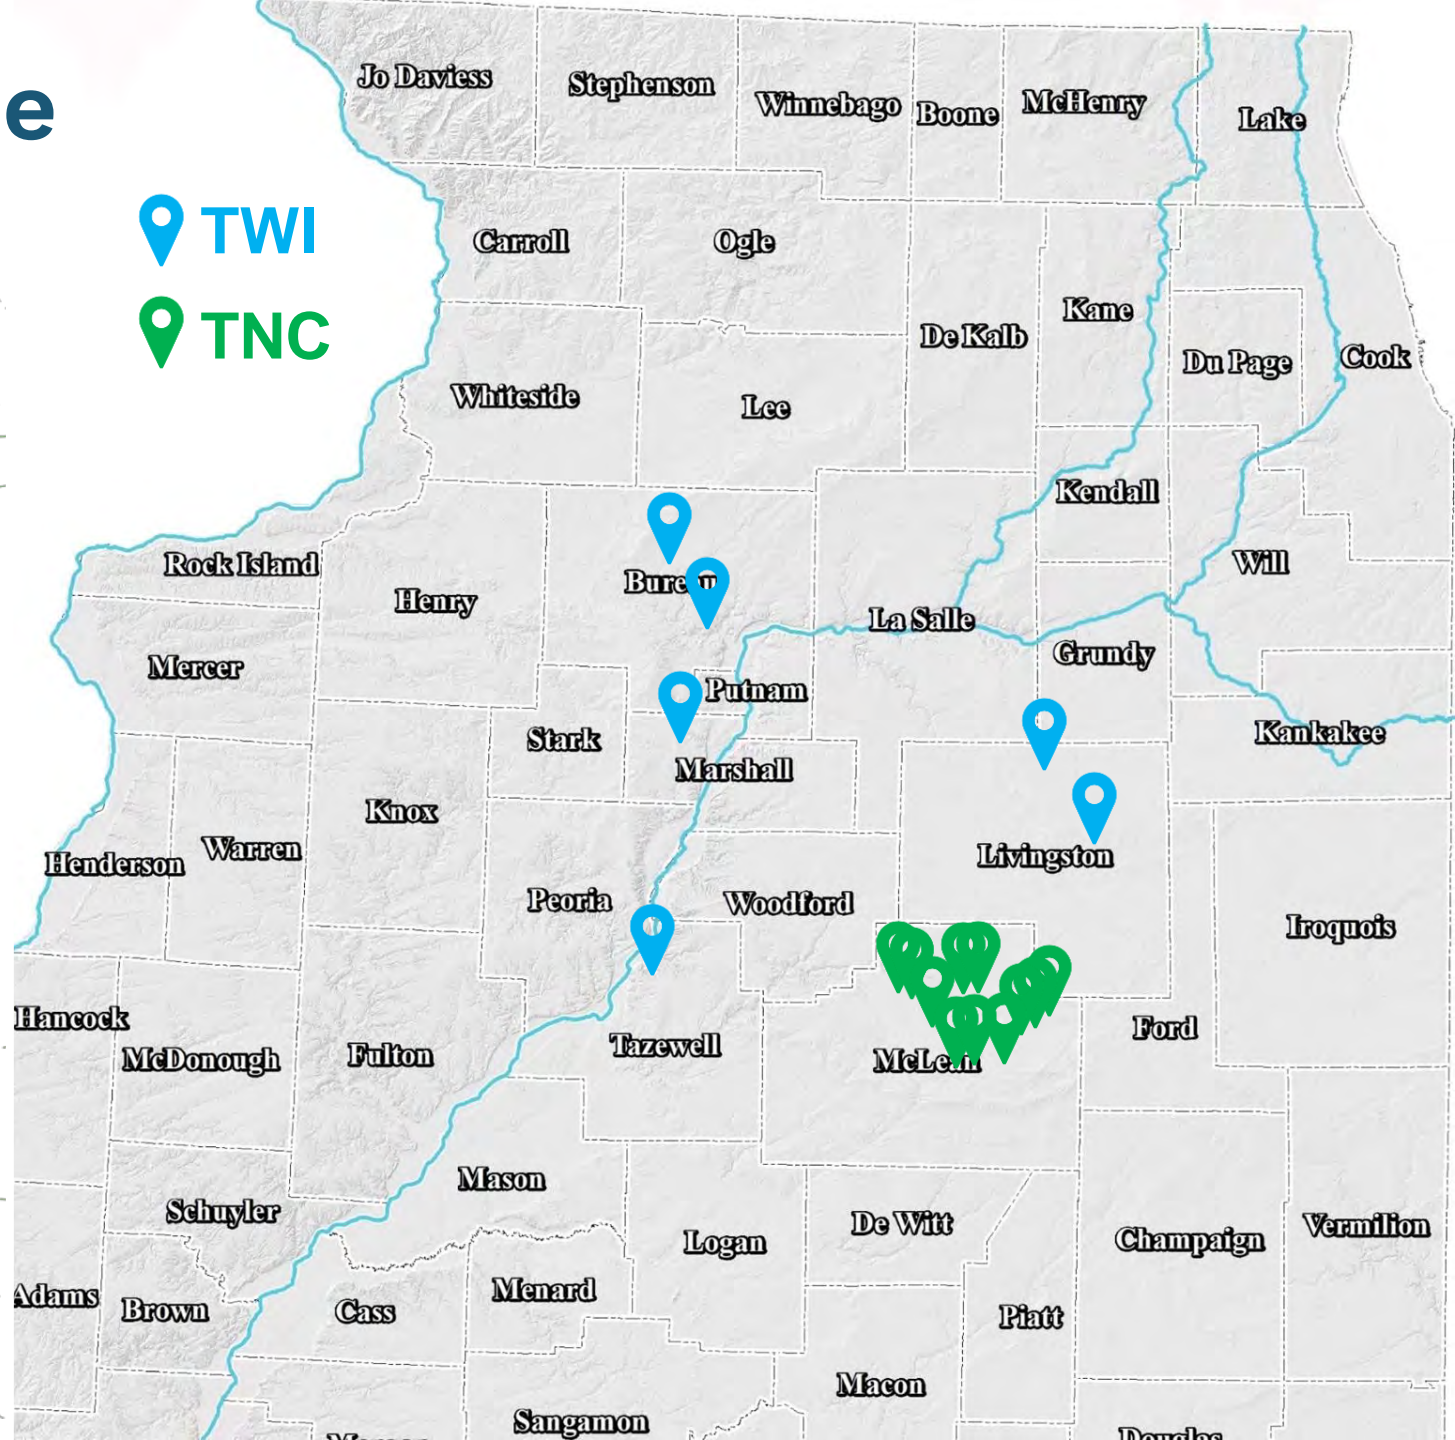 e
TWI
TNC
Jo Daviess
Stephenson
Winnebago
Boone
McHenry
Lake
Carroll
Ogle
De Kalb
Kane
Du Page
Cook
Whiteside
Lee
Kendall
Will
Rock Island
Henry
Bureau
La Salle
Grundy
Mercer
Putnam
Kankakee
Stark
Marshall
Knox
Warren
Henderson
Livingston
Peoria
Woodford
Iroquois
Hancock
McDonough
Fulton
Tazewell
McLean
Ford
Mason
Schuyler
Logan
De Witt
Champaign
Vermilion
Adams
Brown
Cass
Menard
Piatt
Macon
Sangamon
Douglas